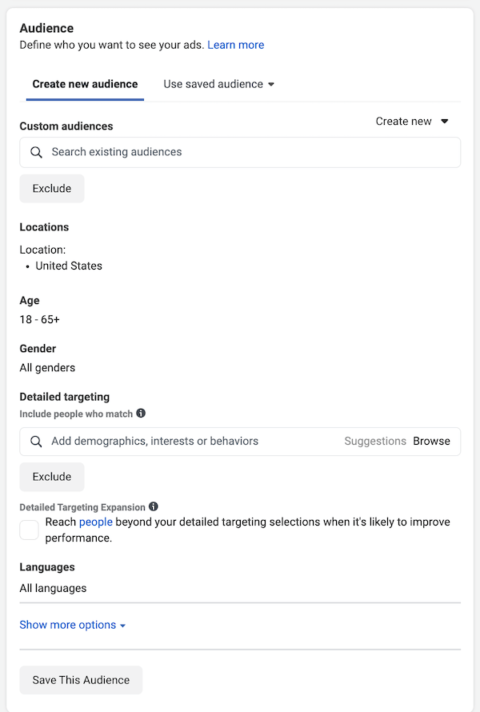 Audience
Define who you want to see your ads. Learn more
Create new audience
Use saved audience
Custom audiences
Create new
Search existing audiences
Exclude
Locations
Location:
• United States
Age
18 - 65+
Gender
All genders
Detailed targeting
Include people who match
Add demographics, interests or behaviors
Suggestions
Browse
Exclude
Detailed Targeting Expansion
Reach people beyond your detailed targeting selections when it's likely to improve
performance.
Languages
All languages
Show more options
Save This Audience